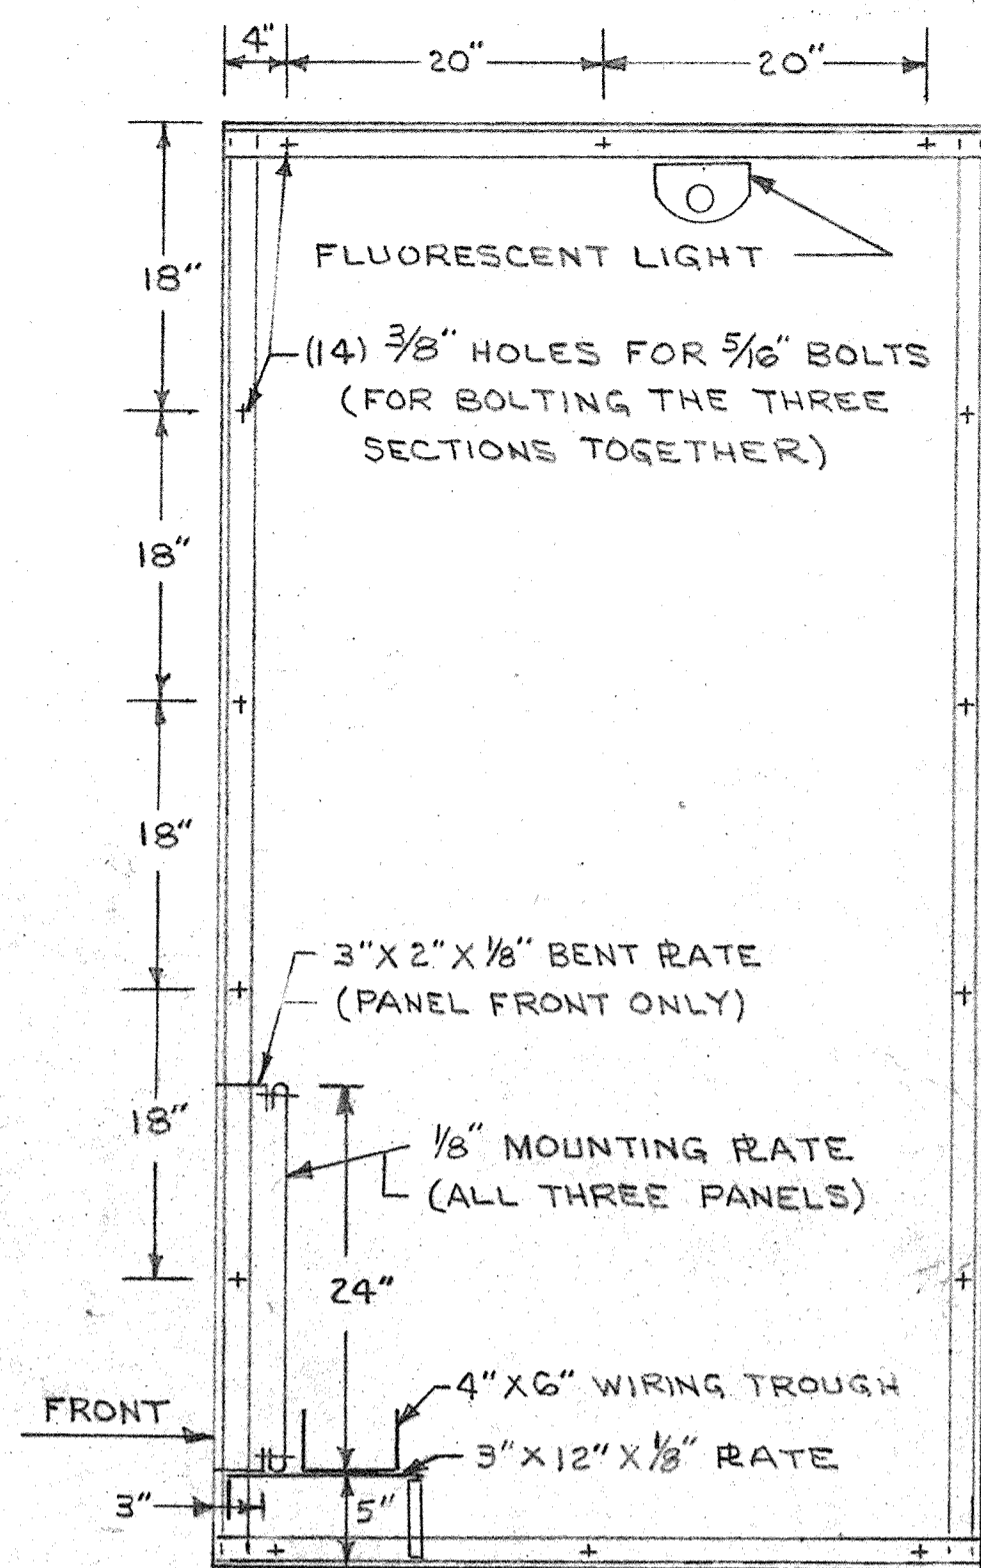 4" 20" 20"
FLUORESCENT LIGHT
18"
(14) 3/8" HOLES FOR 5/16" BOLTS
(FOR BOLTING THE THREE
SECTIONS TOGETHER)
18"
18"
3" X 2" X 1/8" BENT PLATE
(PANEL FRONT ONLY)
18"
1/8" MOUNTING PLATE
(ALL THREE PANELS)
24"
4" X 6" WIRING TROUGH
FRONT
3" X 12" X 1/8" PLATE
3" 5"